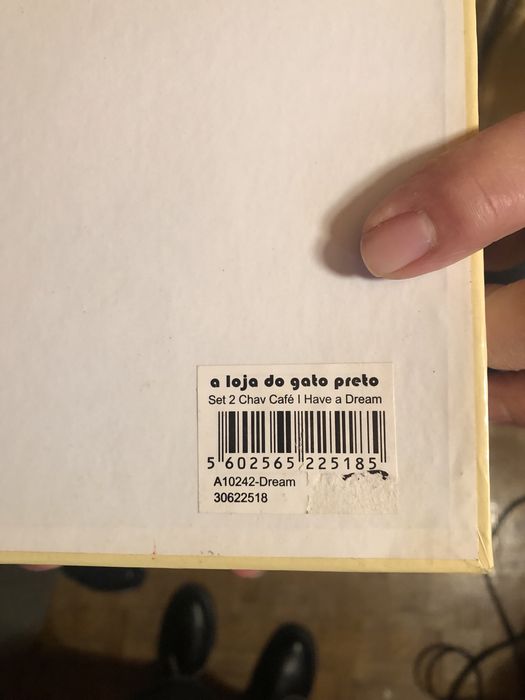 a loja do gato preto
Set 2 Chav Café I Have a Dream
5 602565 225185
A10242-Dream
30622518